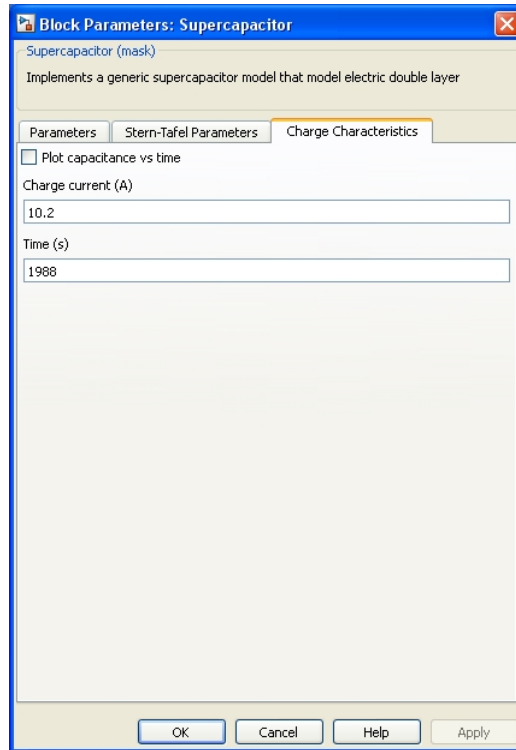 Block Parameters: Supercapacitor
Supercapacitor (mask)
Implements a generic supercapacitor model that model electric double layer
Parameters
Stern-Tafel Parameters
Charge Characteristics
Plot capacitance vs time
Charge current (A)
10.2
Time (s)
1988
OK
Cancel
Help
Apply